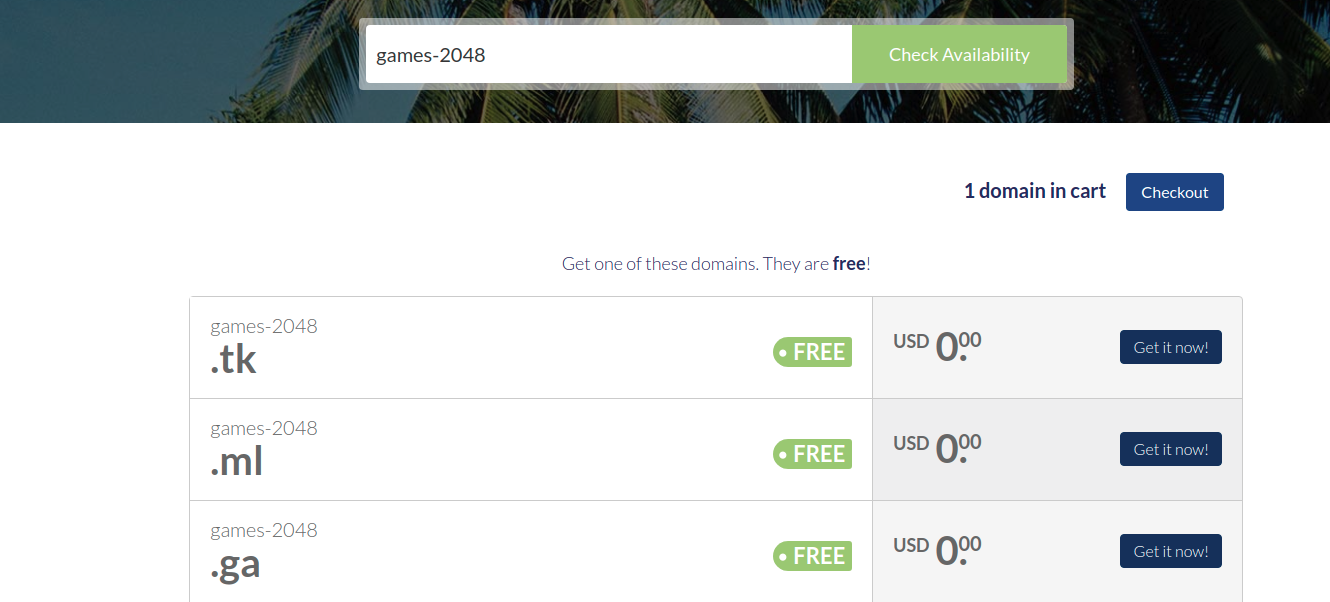 games-2048
Check Availability
1 domain in cart
Checkout
Get one of these domains. They are free!
games-2048
.tk
FREE
USD 0.00
Get it now!
games-2048
.ml
FREE
USD 0.00
Get it now!
games-2048
.ga
FREE
USD 0.00
Get it now!